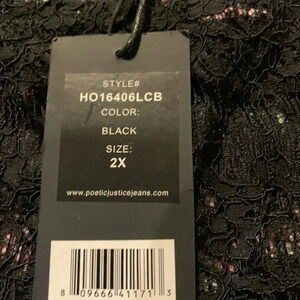 STYLE#
HO16406LCB
COLOR:
BLACK
SIZE:
2X
www.poeticjusticejeans.com
8 09666 41171 3